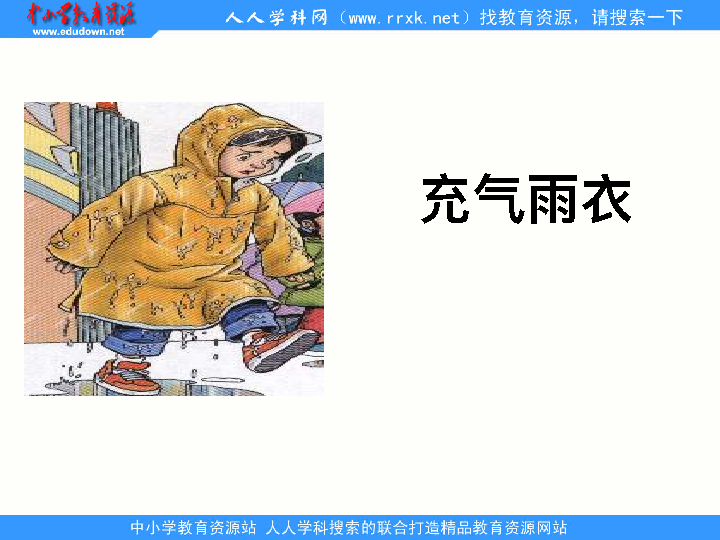 中小学教育资源
www.edudown.net
人人学科网（www.rrxk.net）找教育资源，请搜索一下
充气雨衣
中小学教育资源站 人人学科搜索的联合打造精品教育资源网站